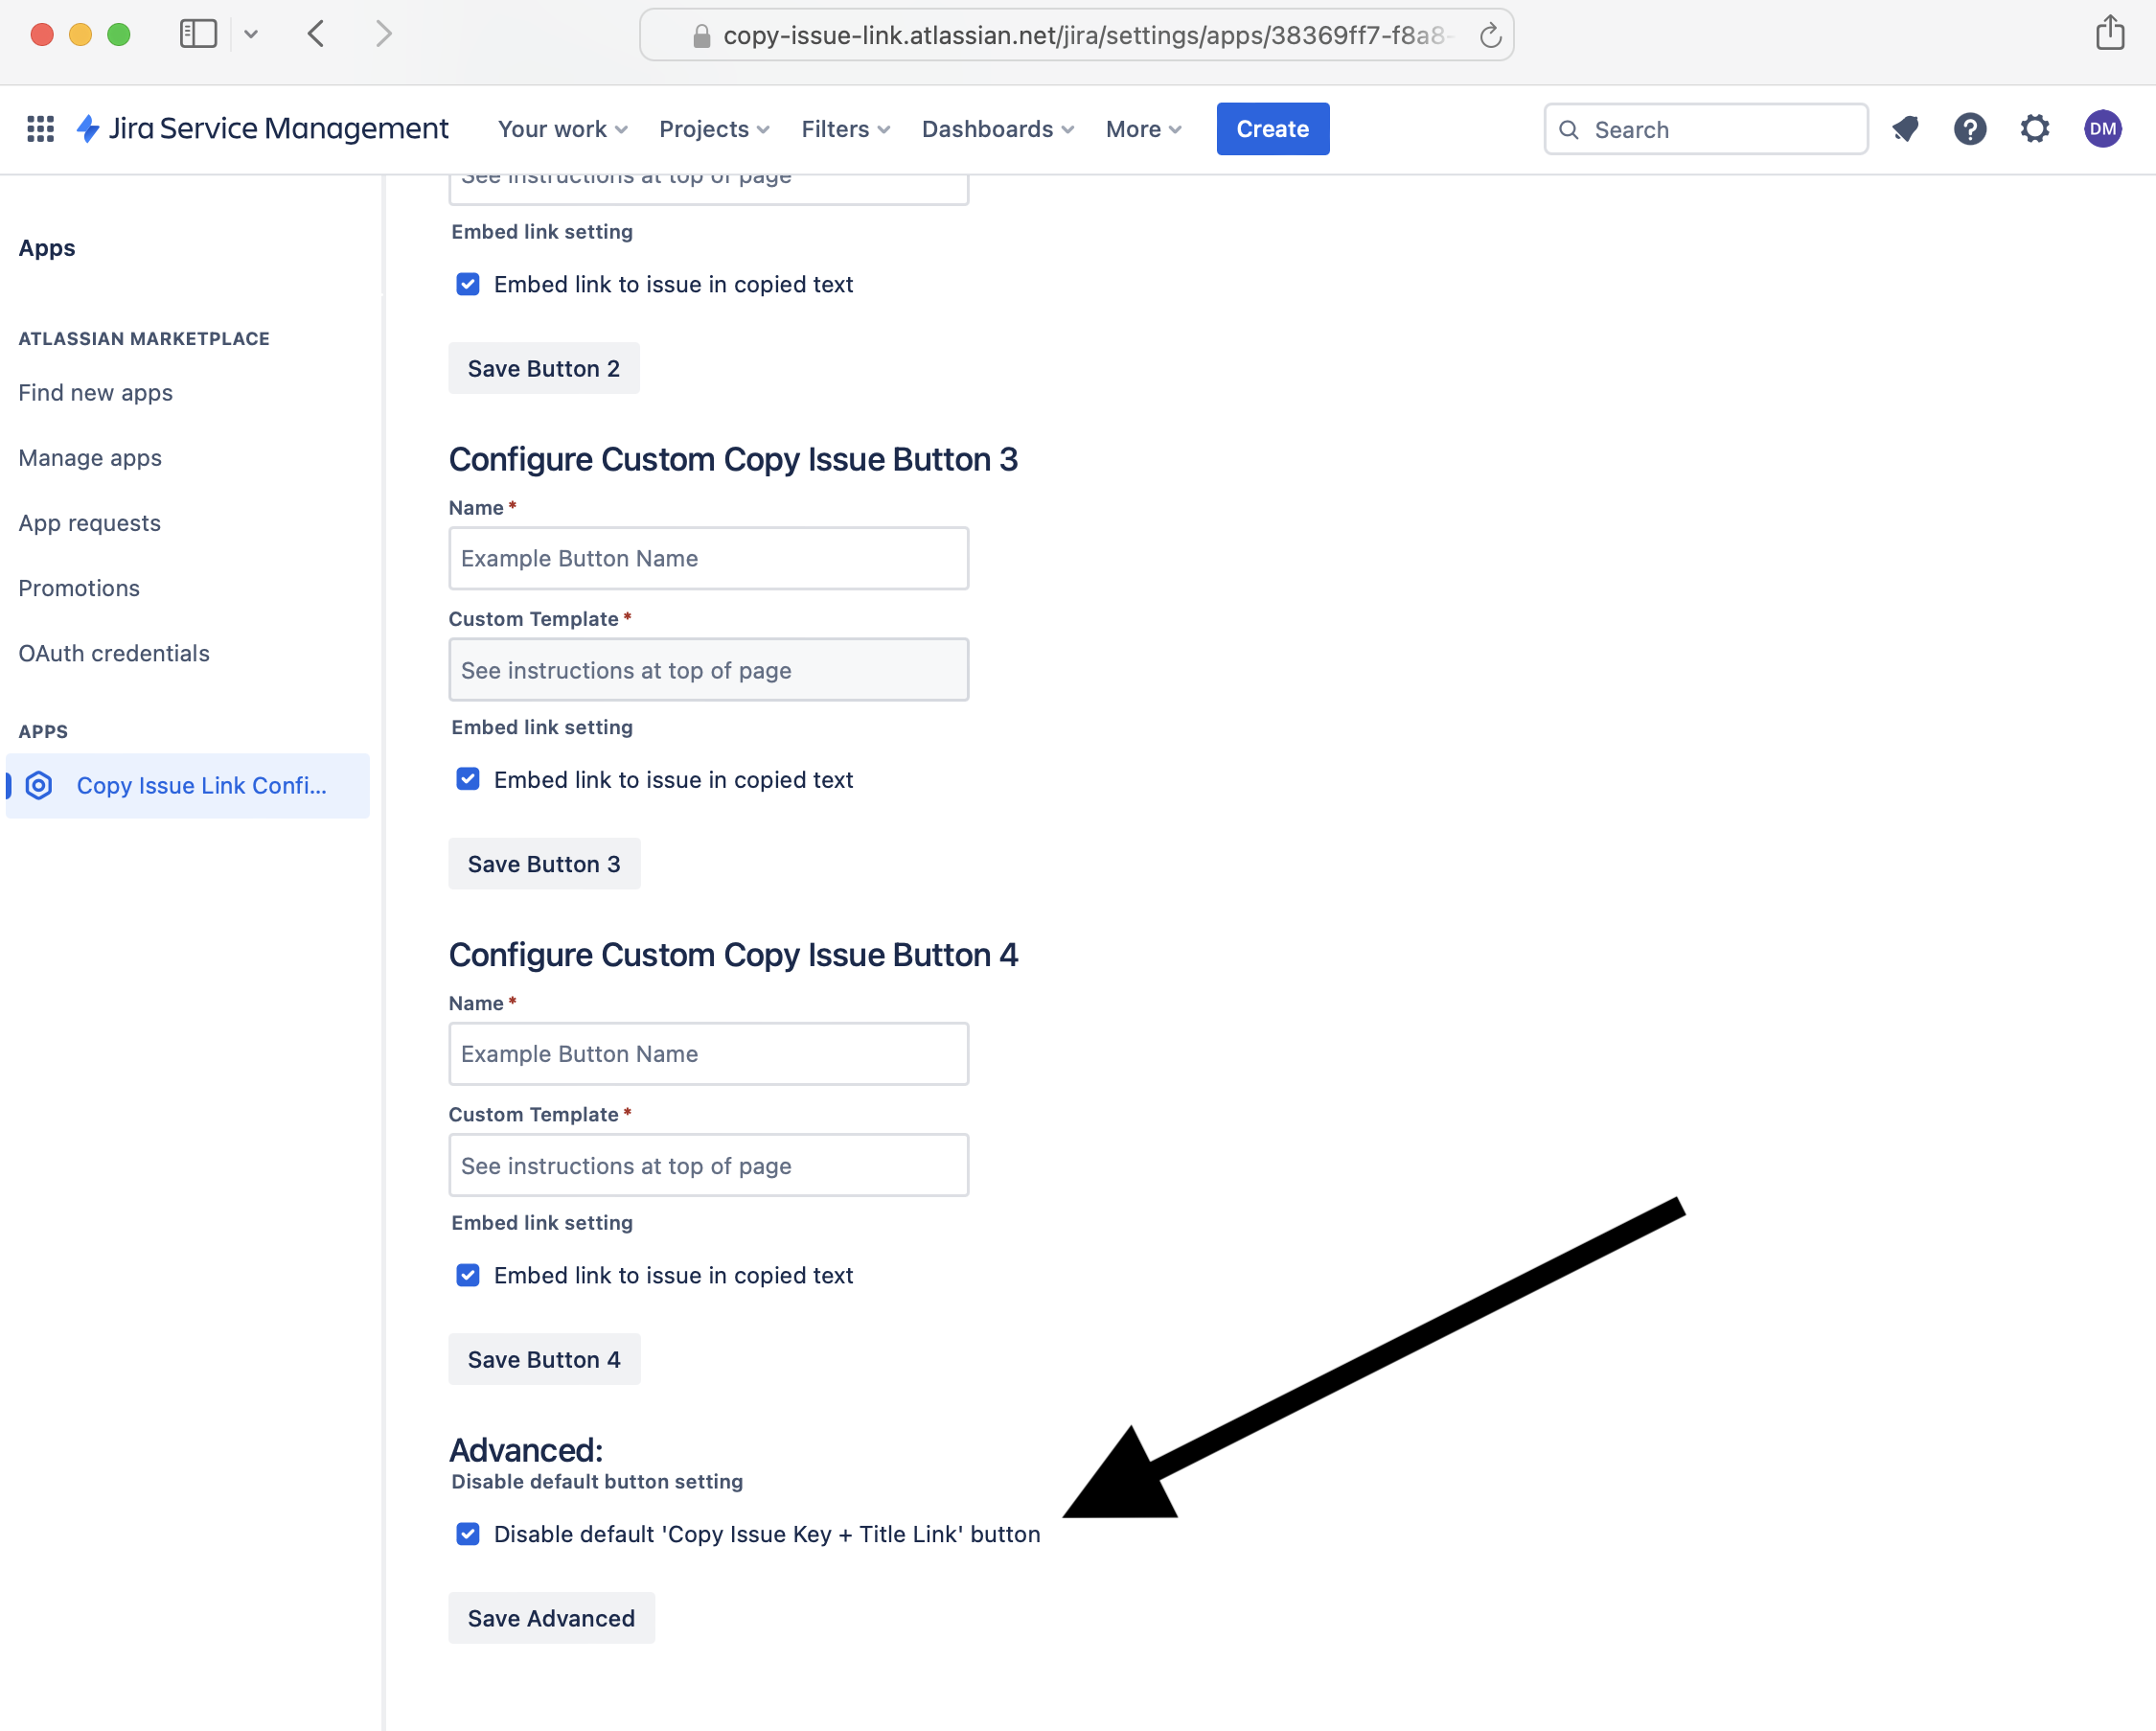 copy-issue-link.atlassian.net/jira/settings/apps/38369ff7-f8a8-
Jira Service Management Your work Projects Filters Dashboards More Create Search DM
See instructions at top of page
Embed link setting
Embed link to issue in copied text
Save Button 2
Apps
ATLASSIAN MARKETPLACE
Find new apps
Manage apps
App requests
Promotions
OAuth credentials
APPS
Copy Issue Link Confi...
Configure Custom Copy Issue Button 3
Name *
Example Button Name
Custom Template *
See instructions at top of page
Embed link setting
Embed link to issue in copied text
Save Button 3
Configure Custom Copy Issue Button 4
Name *
Example Button Name
Custom Template *
See instructions at top of page
Embed link setting
Embed link to issue in copied text
Save Button 4
Advanced:
Disable default button setting
Disable default 'Copy Issue Key + Title Link' button
Save Advanced